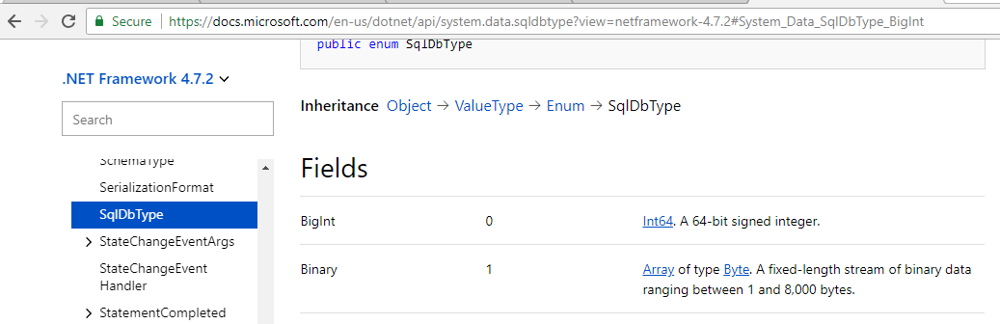 Secure
https://docs.microsoft.com/en-us/dotnet/api/system.data.sqldbtype?view=netframework-4.7.2#System_Data_SqlDbType_BigInt
public enum SqlDbType
.NET Framework 4.7.2
Search
SchemaType
SerializationFormat
SqlDbType
StateChangeEventArgs
StateChangeEvent
Handler
StatementCompleted
Inheritance Object → ValueType → Enum → SqlDbType
Fields
BigInt 0 Int64. A 64-bit signed integer.
Binary 1 Array of type Byte. A fixed-length stream of binary data
ranging between 1 and 8,000 bytes.